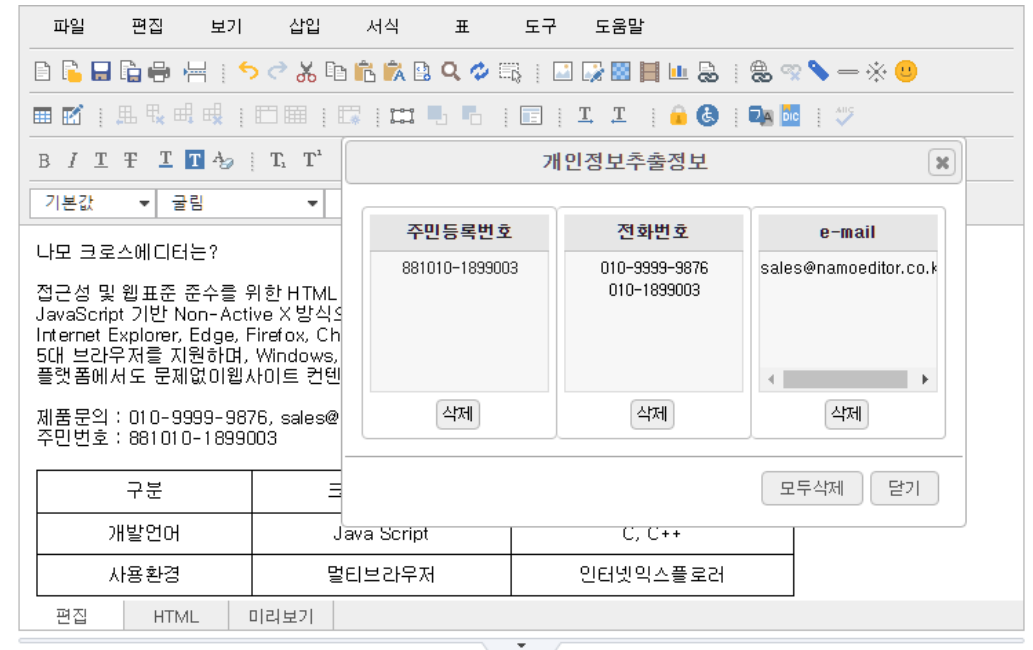 파일 편집 보기 삽입 서식 표 도구 도움말
B I T T T T T₁ T¹
기본값 굴림
개인정보추출정보
주민등록번호 전화번호 e-mail
881010-1899003 010-9999-9876 sales@namoeditor.co.k
010-1899003
삭제 삭제 삭제
모두삭제 닫기
나모 크로스에디터는?
접근성 및 웹표준 준수를 위한 HTML
JavaScript 기반 Non-Active X 방식으
Internet Explorer, Edge, Firefox, Ch
5대 브라우저를 지원하며, Windows,
플랫폼에서도 문제없이웹사이트 컨텐
제품문의 : 010-9999-9876, sales@
주민번호 : 881010-1899003
구분
개발언어 Java Script C, C++
사용환경 멀티브라우저 인터넷익스플로러
편집 HTML 미리보기